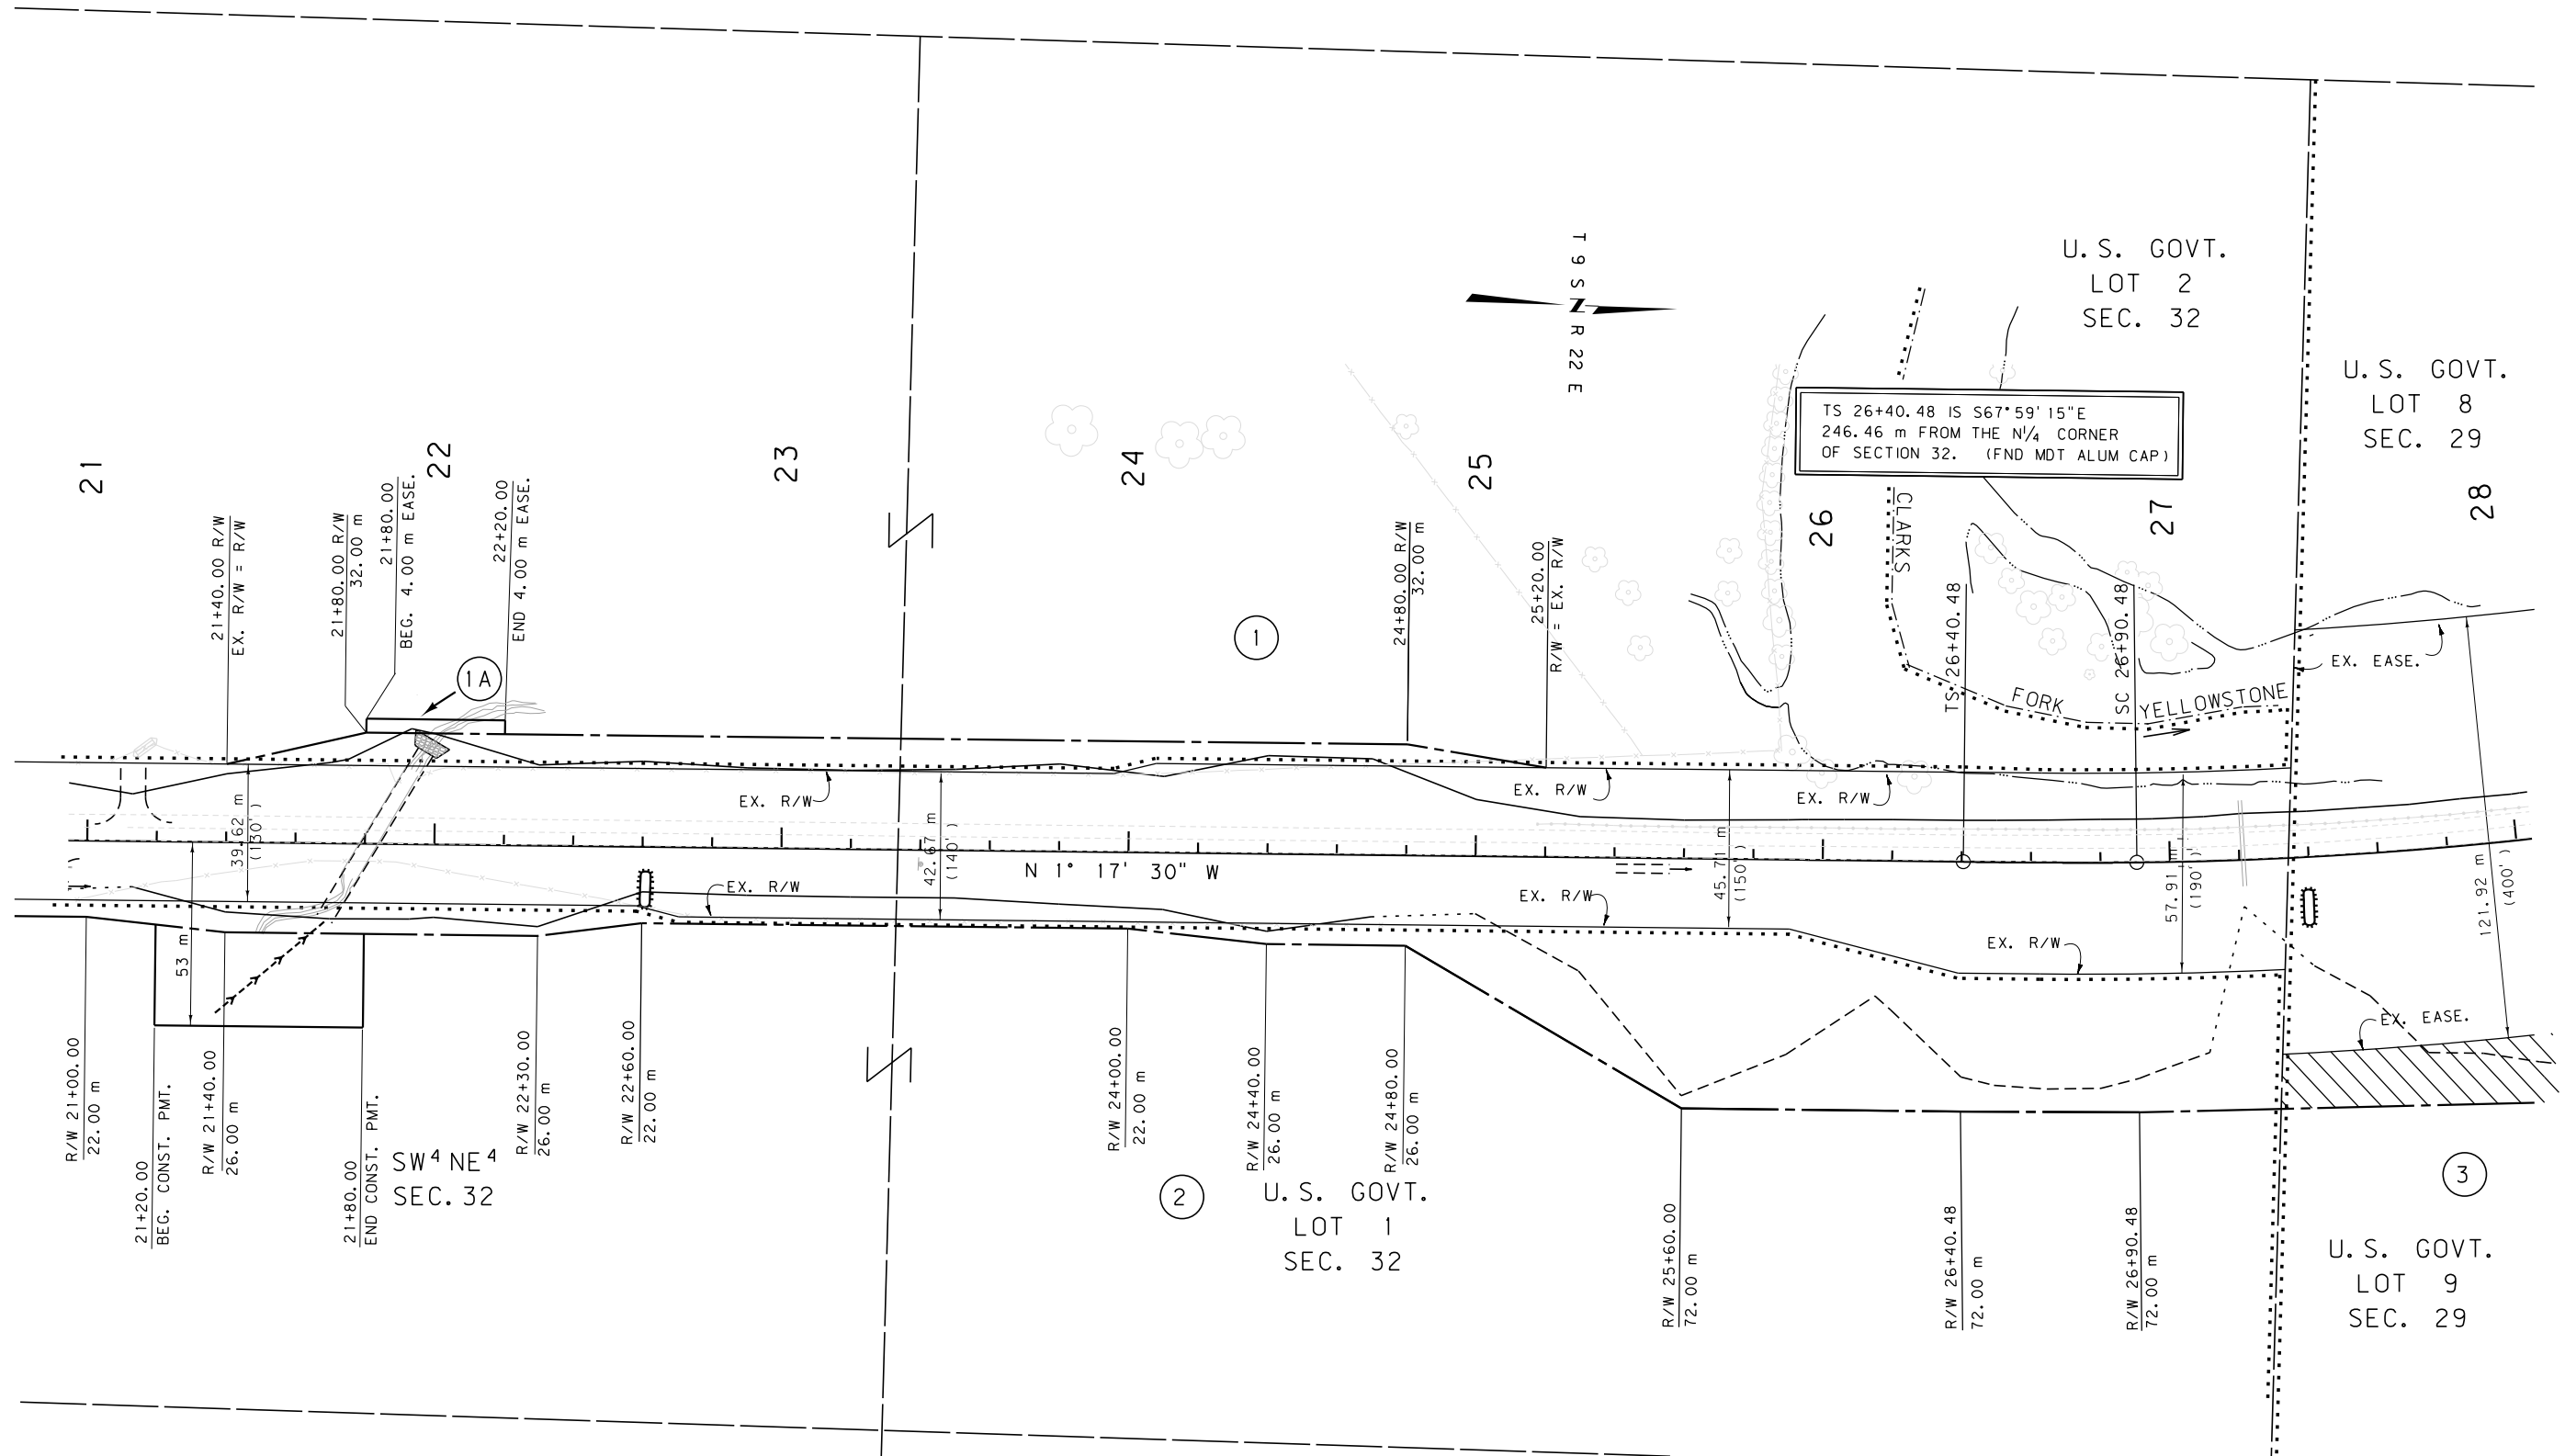 T 9 S
N
R 22 E
U.S. GOVT.
LOT 2
SEC. 32
U.S. GOVT.
LOT 8
SEC. 29
TS 26+40.48 IS S67°59'15"E
246.46 m FROM THE N1/4 CORNER
OF SECTION 32. (FND MDT ALUM CAP)
21
22
23
24
25
26
27
28
21+40.00 R/W
EX. R/W = R/W
21+80.00 R/W
32.00 m
21+80.00
BEG. 4.00 m EASE.
22+20.00
END 4.00 m EASE.
24+80.00 R/W
32.00 m
25+20.00
R/W = EX. R/W
CLARKS
FORK
YELLOWSTONE
TS 26+40.48
SC 26+90.48
1A
1
EX. EASE.
EX. R/W
EX. R/W
EX. R/W
39.62 m
(130')
42.67 m
(140')
45.71 m
(150')
57.91 m
(190')
121.92 m
(400')
N 1° 17' 30" W
EX. R/W
EX. R/W
EX. R/W
53 m
EX. EASE.
R/W 21+00.00
22.00 m
21+20.00
BEG. CONST. PMT.
R/W 21+40.00
26.00 m
21+80.00
END CONST. PMT.
SW4 NE4
SEC. 32
R/W 22+30.00
26.00 m
R/W 22+60.00
22.00 m
R/W 24+00.00
22.00 m
R/W 24+40.00
26.00 m
R/W 24+80.00
26.00 m
2
U.S. GOVT.
LOT 1
SEC. 32
R/W 25+60.00
72.00 m
R/W 26+40.48
72.00 m
R/W 26+90.48
72.00 m
3
U.S. GOVT.
LOT 9
SEC. 29